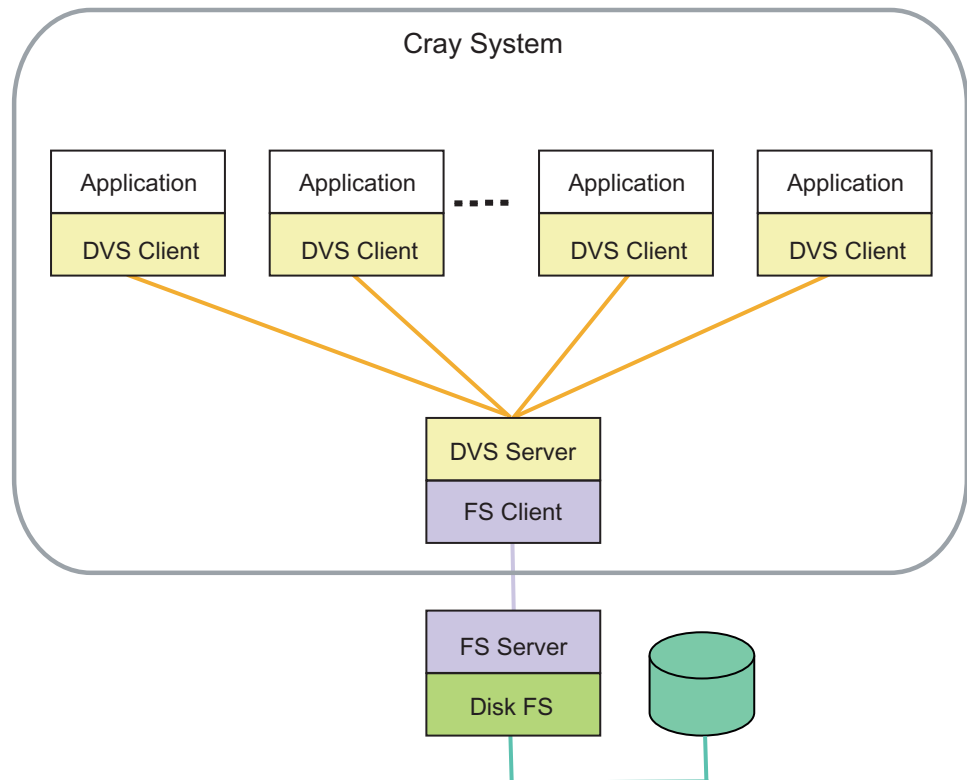 Cray System
Application
Application
Application
Application
DVS Client
DVS Client
DVS Client
DVS Client
DVS Server
FS Client
FS Server
Disk FS